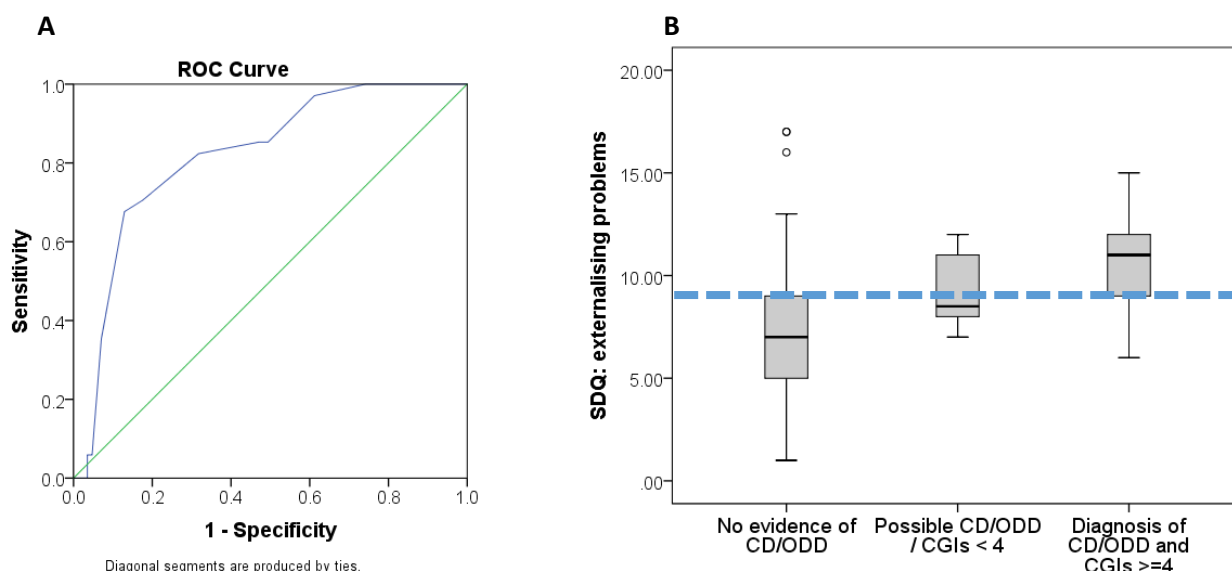 A
ROC Curve
1.0
0.8
0.6
0.4
0.2
0.0
0.0 0.2 0.4 0.6 0.8 1.0
Sensitivity
1 - Specificity
Diagonal segments are produced by ties.
B
20.00
15.00
10.00
5.00
.00
SDQ: externalising problems
No evidence of
CD/ODD
Possible CD/ODD
/ CGIs < 4
Diagnosis of
CD/ODD and
CGIs >=4